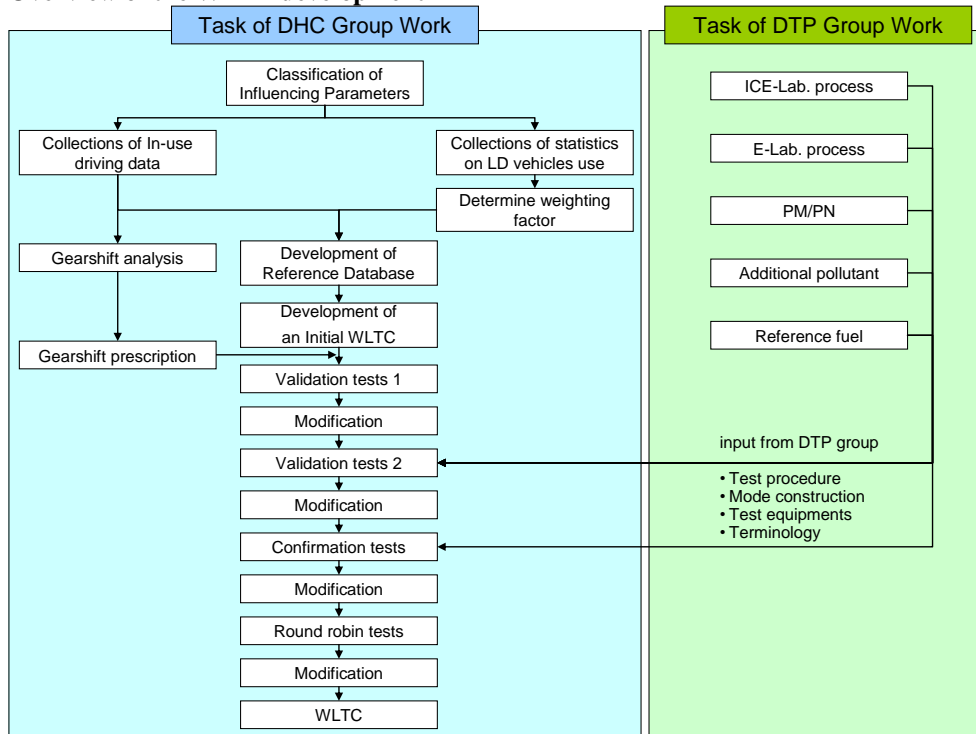 Task of DHC Group Work
Task of DTP Group Work
Classification of
Influencing Parameters
Collections of In-use
driving data
Collections of statistics
on LD vehicles use
Determine weighting
factor
Gearshift analysis
Development of
Reference Database
Development of
an Initial WLTC
Gearshift prescription
Validation tests 1
Modification
Validation tests 2
Modification
Confirmation tests
Modification
Round robin tests
Modification
WLTC
ICE-Lab. process
E-Lab. process
PM/PN
Additional pollutant
Reference fuel
input from DTP group
• Test procedure
• Mode construction
• Test equipments
• Terminology